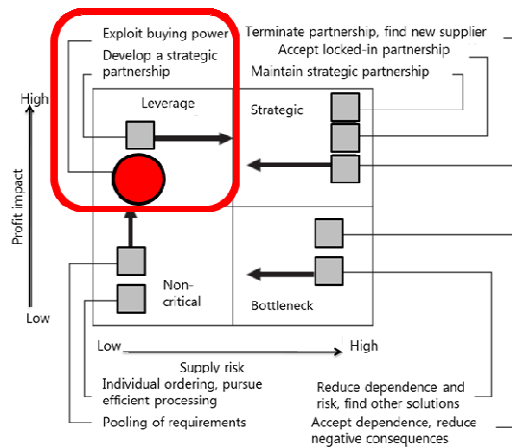 Exploit buying power
Terminate partnership, find new supplier
Develop a strategic
partnership
Accept locked-in partnership
Maintain strategic partnership
High
Leverage
Strategic
Profit impact
Non-
critical
Bottleneck
Low
Low
High
Supply risk
Individual ordering, pursue
efficient processing
Pooling of requirements
Reduce dependence and
risk, find other solutions
Accept dependence, reduce
negative consequences